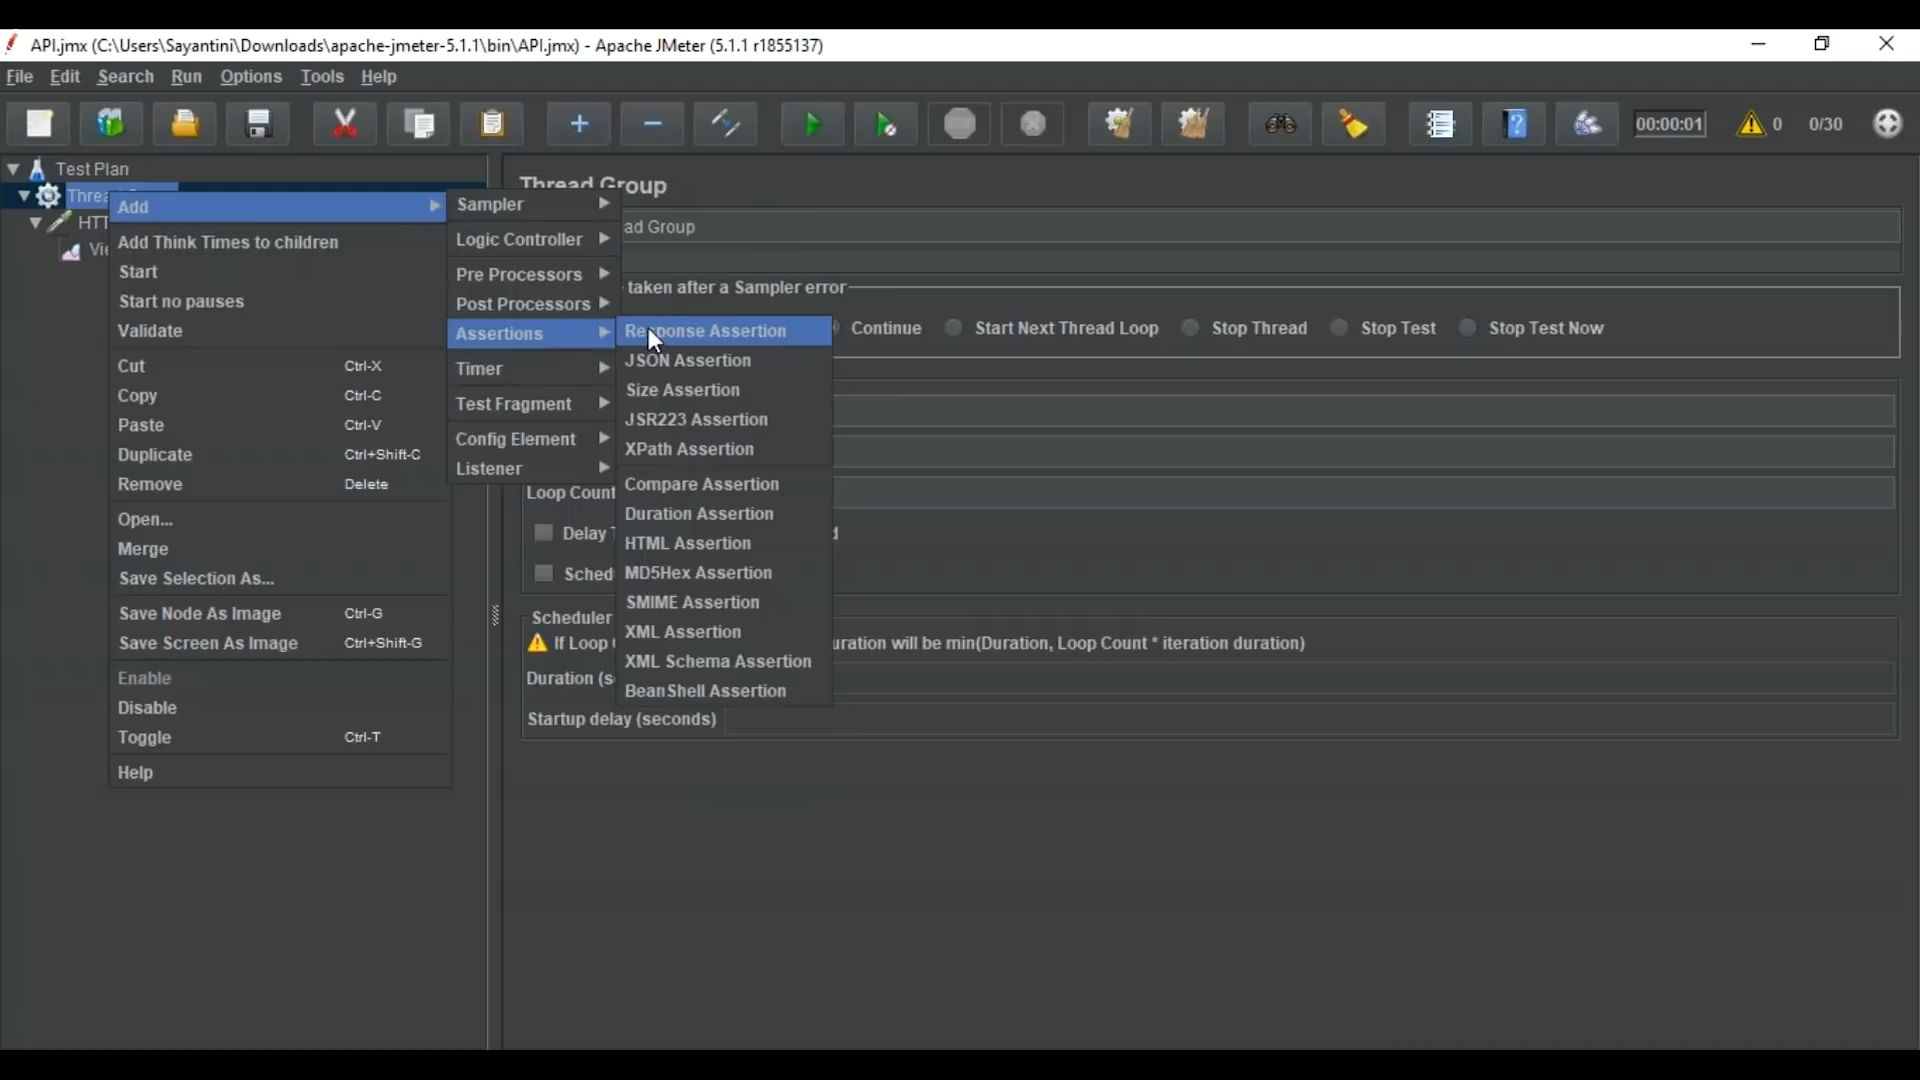 API.jmx (C:\Users\Sayantini\Downloads\apache-jmeter-5.1.1\bin\API.jmx) - Apache JMeter (5.1.1 r1855137)
File Edit Search Run Options Tools Help
00:00:01 0 0/30
Test Plan
Thread Group
Add
Add Think Times to children
Start
Start no pauses
Validate
Cut Ctrl-X
Copy Ctrl-C
Paste Ctrl-V
Duplicate Ctrl+Shift-C
Remove Delete
Open...
Merge
Save Selection As...
Save Node As Image Ctrl-G
Save Screen As Image Ctrl+Shift-G
Enable
Disable
Toggle Ctrl-T
Help
Sampler
Logic Controller
Pre Processors
Post Processors
Assertions
Timer
Test Fragment
Config Element
Listener
Response Assertion
JSON Assertion
Size Assertion
JSR223 Assertion
XPath Assertion
Compare Assertion
Duration Assertion
HTML Assertion
MD5Hex Assertion
SMIME Assertion
XML Assertion
XML Schema Assertion
BeanShell Assertion
Group
taken after a Sampler error
Continue Start Next Thread Loop Stop Thread Stop Test Stop Test Now
Loop Count
Delay
Scheduler
If Loop uration will be min(Duration, Loop Count * iteration duration)
Duration
Startup delay (seconds)